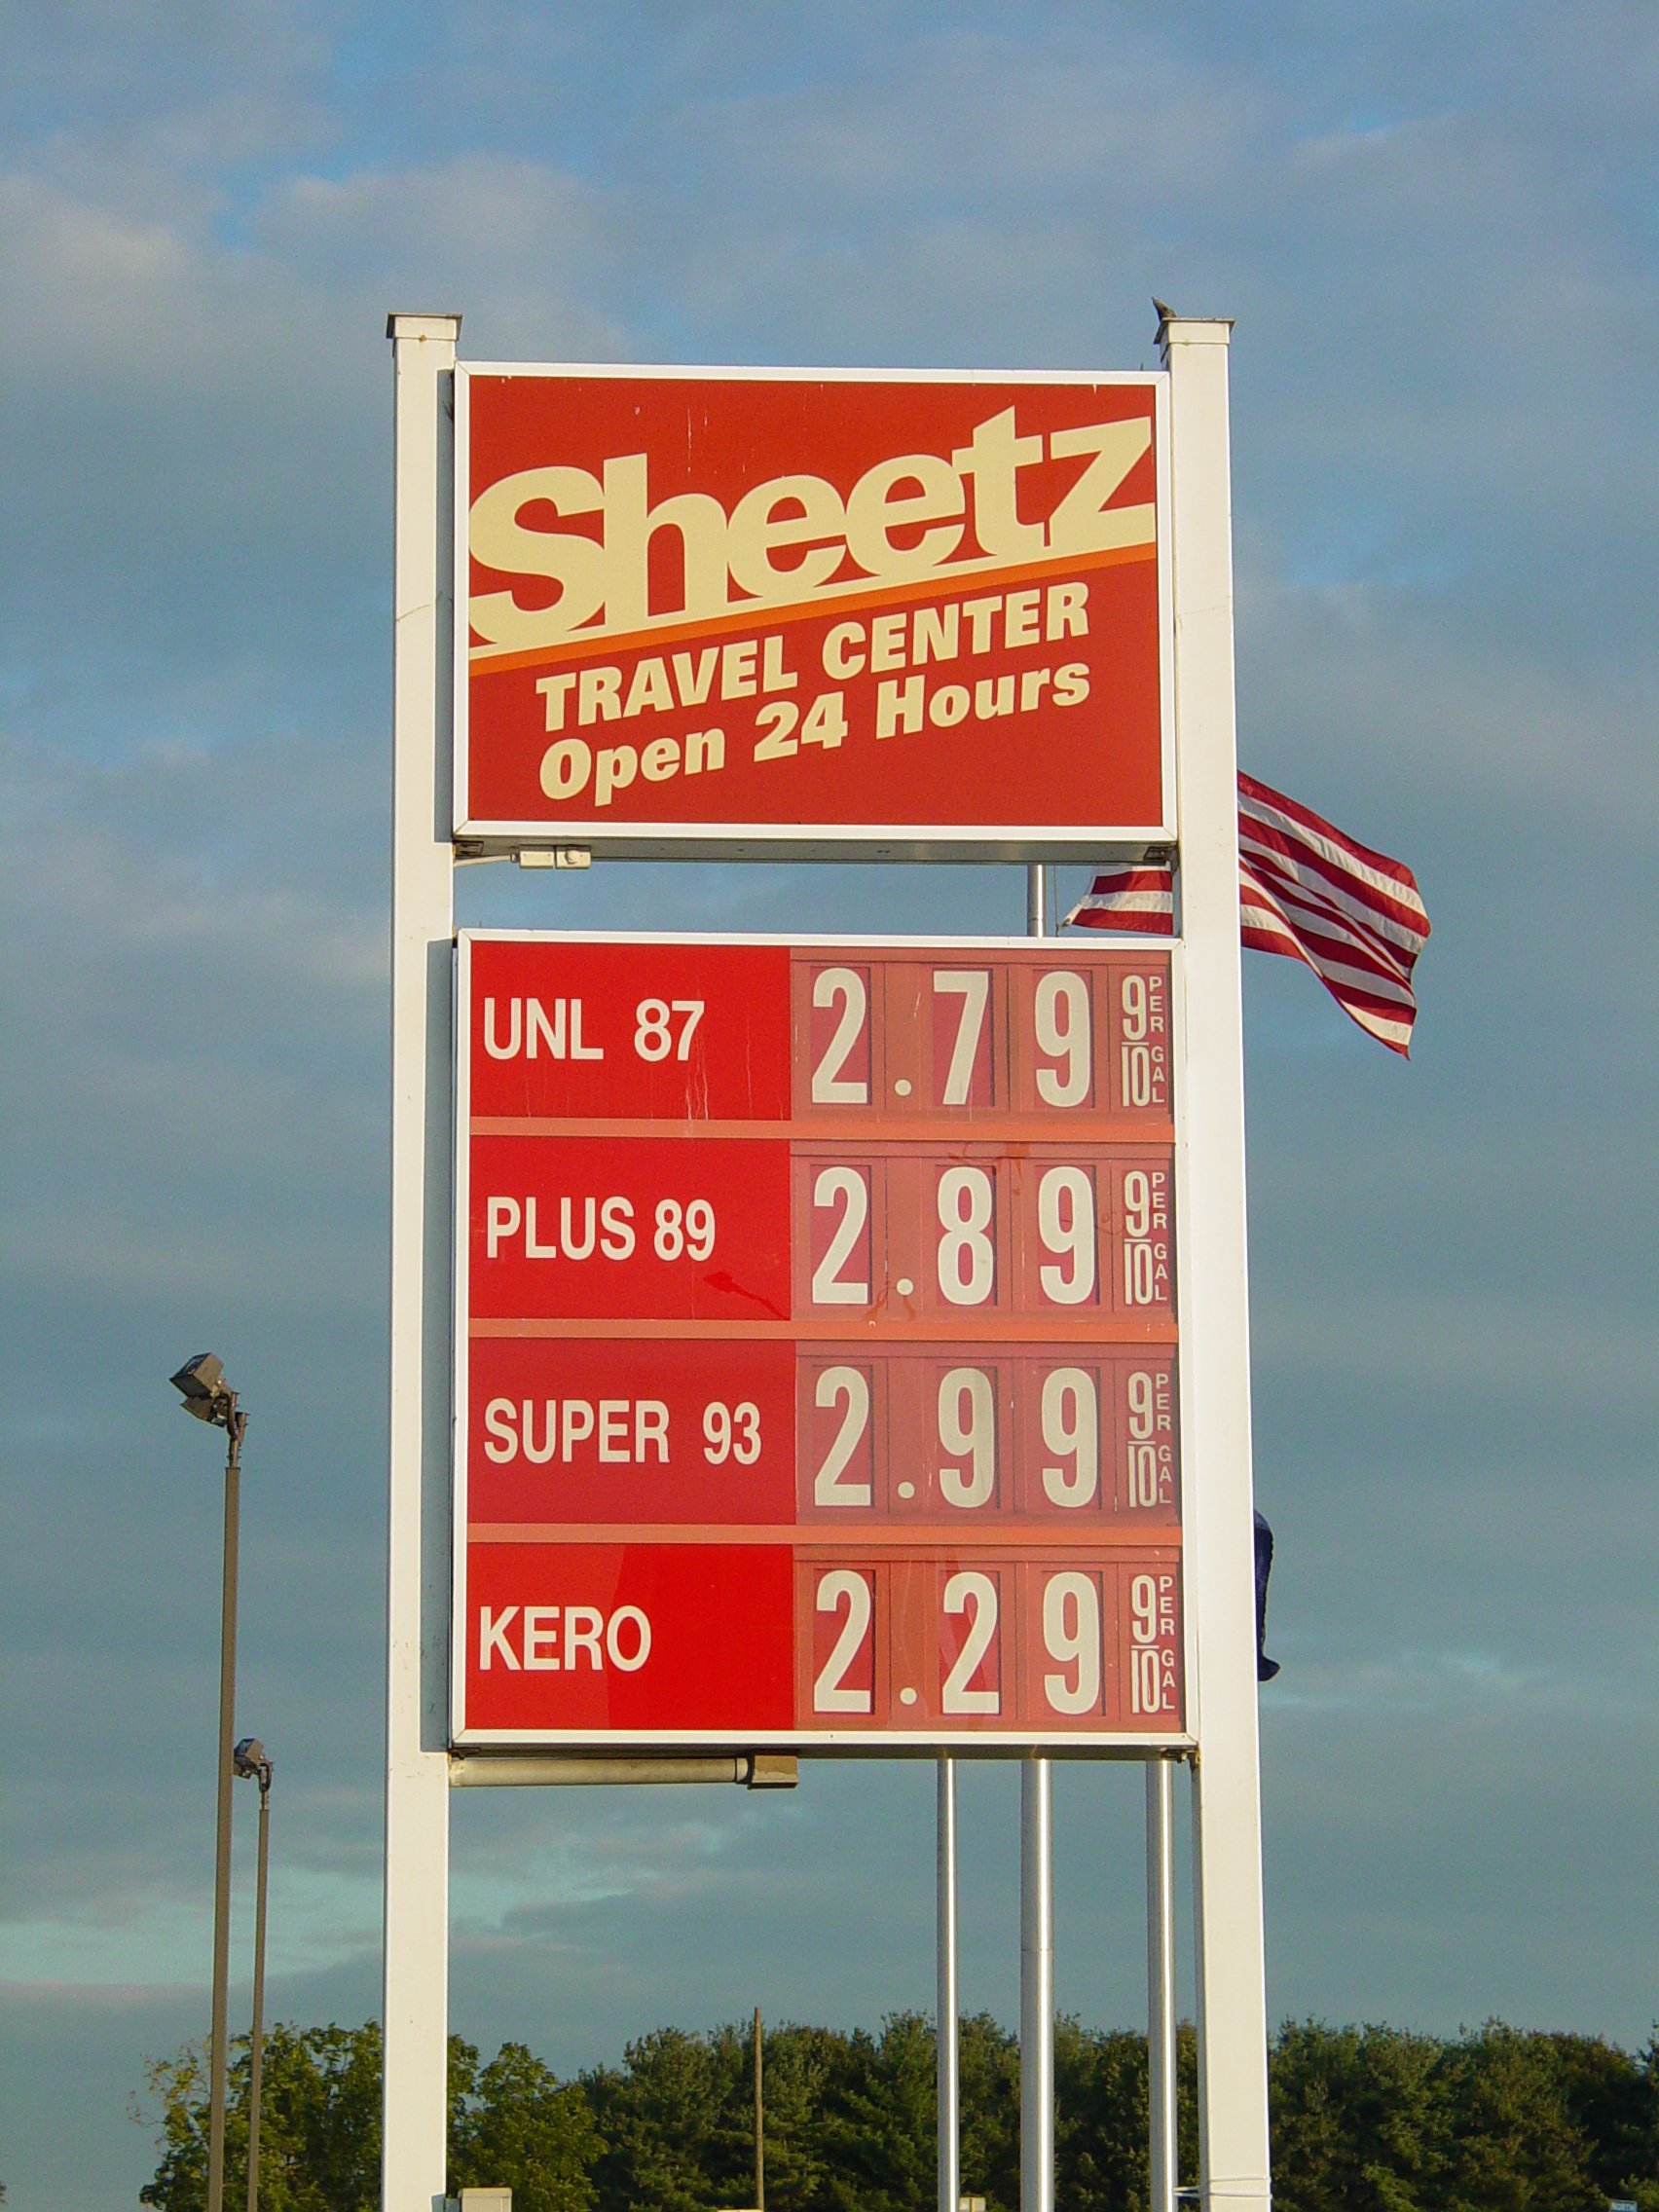 Sheetz
TRAVEL CENTER
Open 24 Hours
UNL 87 2.79 9/10 PER GAL
PLUS 89 2.89 9/10 PER GAL
SUPER 93 2.99 9/10 PER GAL
KERO 2.29 9/10 PER GAL